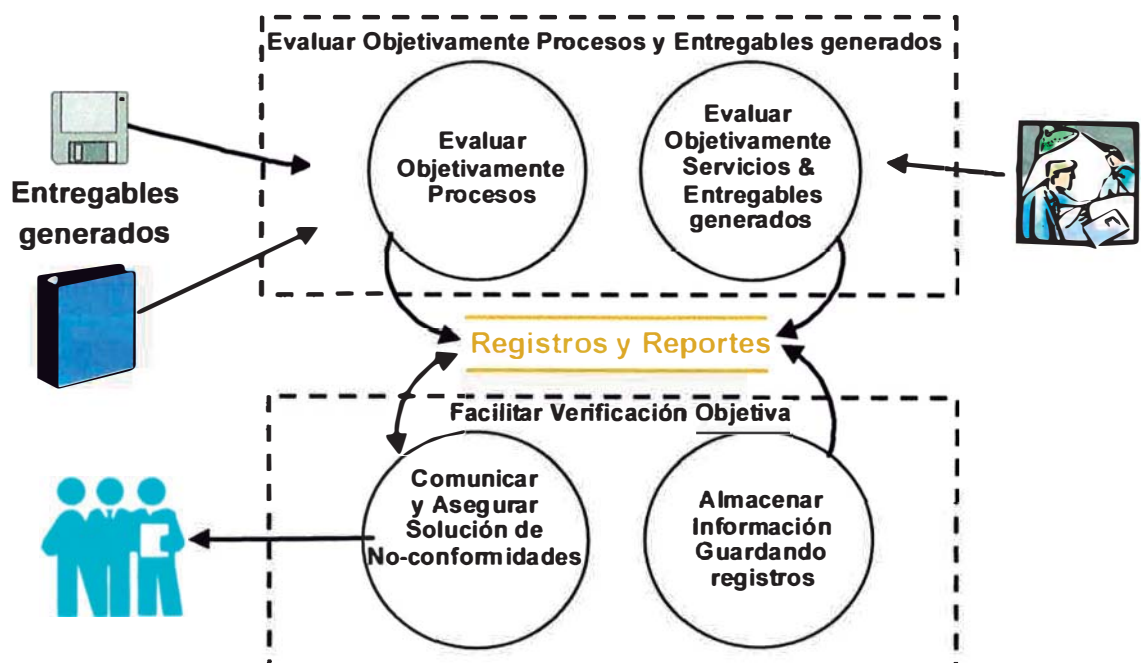 Evaluar Objetivamente Procesos y Entregables generados
Evaluar
Objetivamente
Procesos
Evaluar
Objetivamente
Servicios &
Entregables
generados
Entregables
generados
Registros y Reportes
Facilitar Verificación Objetiva
Comunicar
y Asegurar
Solución de
No-conformidades
Almacenar
Información
Guardando
registros